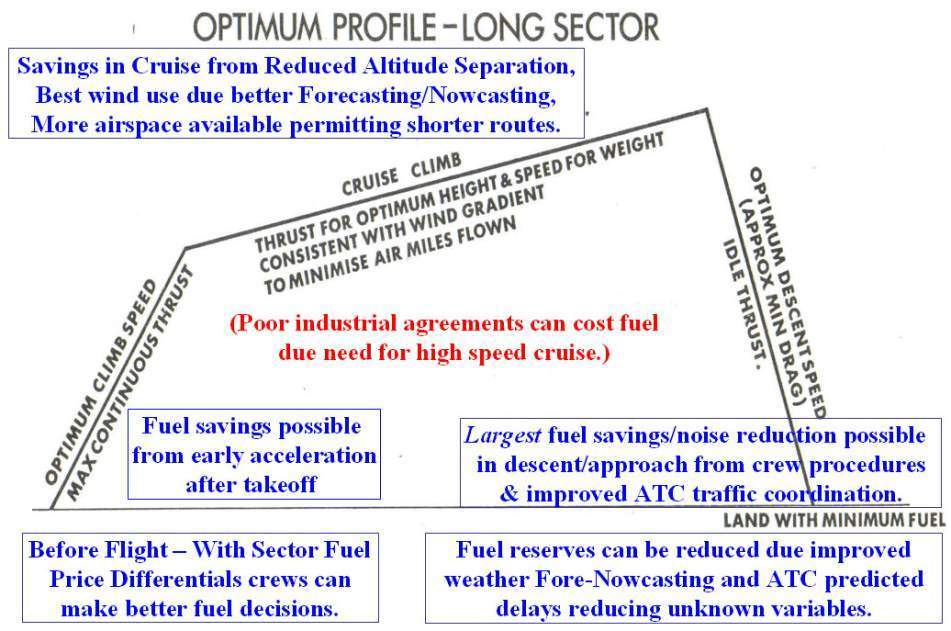 OPTIMUM PROFILE – LONG SECTOR
Savings in Cruise from Reduced Altitude Separation,
Best wind use due better Forecasting/Nowcasting,
More airspace available permitting shorter routes.
CRUISE CLIMB
THRUST FOR OPTIMUM HEIGHT & SPEED FOR WEIGHT
CONSISTENT WITH WIND GRADIENT
TO MINIMISE AIR MILES FLOWN
OPTIMUM CLIMB SPEED
MAX CONTINUOUS THRUST
OPTIMUM DESCENT SPEED
(APPROX MIN DRAG)
IDLE THRUST.
(Poor industrial agreements can cost fuel
due need for high speed cruise.)
Fuel savings possible
from early acceleration
after takeoff
Largest fuel savings/noise reduction possible
in descent/approach from crew procedures
& improved ATC traffic coordination.
LAND WITH MINIMUM FUEL
Before Flight – With Sector Fuel
Price Differentials crews can
make better fuel decisions.
Fuel reserves can be reduced due improved
weather Fore-Nowcasting and ATC predicted
delays reducing unknown variables.